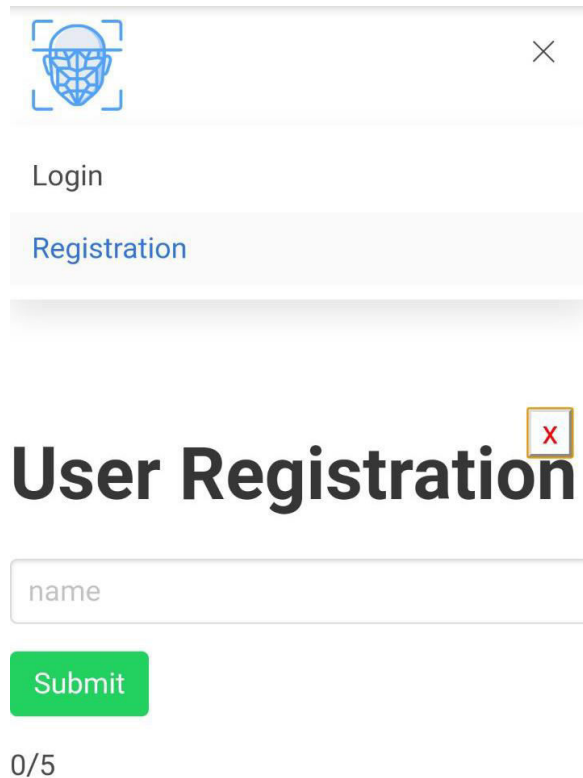 Login
Registration
x
User Registration
name
Submit
0/5